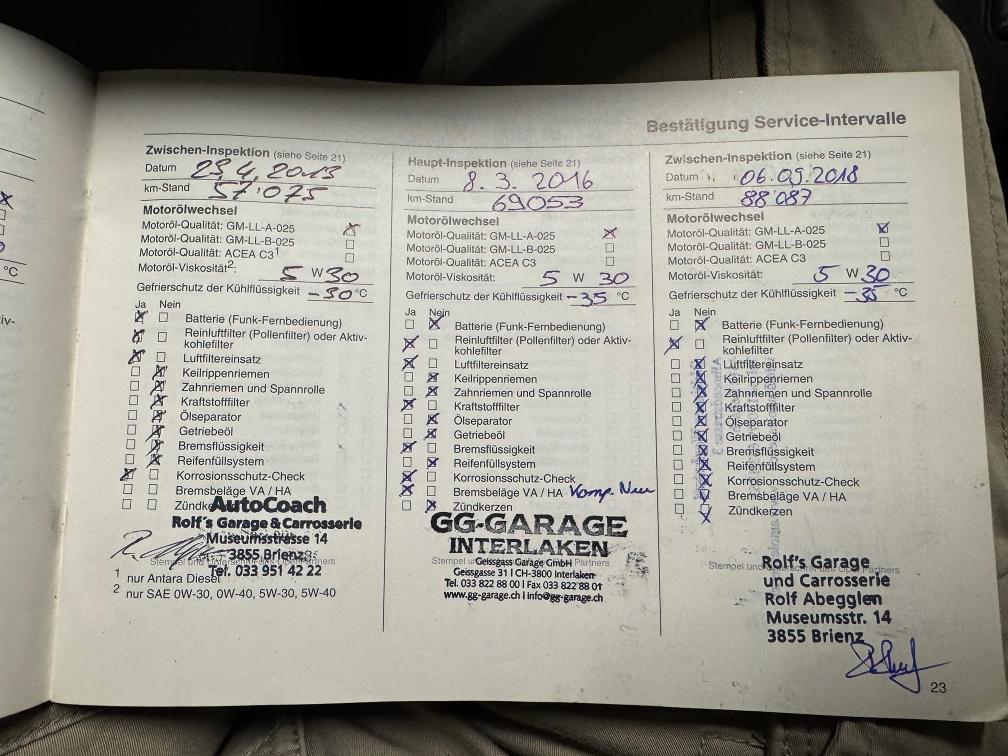 Bestätigung Service-Intervalle
Zwischen-Inspektion (siehe Seite 21)
Datum
km-Stand 57'075
Motorölwechsel
Motoröl-Qualität: GM-LL-A-025
Motoröl-Qualität: GM-LL-B-025
Motoröl-Qualität: ACEA C3¹
Motoröl-Viskosität²: 5 W 30
Gefrierschutz der Kühlflüssigkeit -30 °C
Ja Nein
Batterie (Funk-Fernbedienung)
Reinluftfilter (Pollenfilter) oder Aktiv-
kohlefilter
Luftfiltereinsatz
Keilrippenriemen
Zahnriemen und Spannrolle
Kraftstofffilter
Ölseparator
Getriebeöl
Bremsflüssigkeit
Reifenfüllsystem
Korrosionsschutz-Check
Bremsbeläge VA / HA
AutoCoach
Rolf's Garage & Carrosserie
Museumsstrasse 14
3855 Brienz
Tel. 033 951 42 22
1 nur Antara Diesel
2 nur SAE 0W-30, 0W-40, 5W-30, 5W-40
Haupt-Inspektion (siehe Seite 21)
Datum 8. 3. 2016
km-Stand 69053
Motorölwechsel
Motoröl-Qualität: GM-LL-A-025
Motoröl-Qualität: GM-LL-B-025
Motoröl-Qualität: ACEA C3
Motoröl-Viskosität: 5 W 30
Gefrierschutz der Kühlflüssigkeit -35 °C
Ja Nein
Batterie (Funk-Fernbedienung)
Reinluftfilter (Pollenfilter) oder Aktiv-
kohlefilter
Luftfiltereinsatz
Keilrippenriemen
Zahnriemen und Spannrolle
Kraftstofffilter
Ölseparator
Getriebeöl
Bremsflüssigkeit
Reifenfüllsystem
Korrosionsschutz-Check
Bremsbeläge VA / HA Komp. Neu
Zündkerzen
GG-GARAGE
INTERLAKEN
Geissgass Garage GmbH
Geissgasse 31 I CH-3800 Interlaken
Tel. 033 822 88 00 I Fax 033 822 88 01
www.gg-garage.ch I info@gg-garage.ch
Zwischen-Inspektion (siehe Seite 21)
Datum 06.09.2018
km-Stand 88'087
Motorölwechsel
Motoröl-Qualität: GM-LL-A-025
Motoröl-Qualität: GM-LL-B-025
Motoröl-Qualität: ACEA C3
Motoröl-Viskosität: 5 W 30
Gefrierschutz der Kühlflüssigkeit -35 °C
Ja Nein
Batterie (Funk-Fernbedienung)
Reinluftfilter (Pollenfilter) oder Aktiv-
kohlefilter
Luftfiltereinsatz
Keilrippenriemen
Zahnriemen und Spannrolle
Kraftstofffilter
Ölseparator
Getriebeöl
Bremsflüssigkeit
Reifenfüllsystem
Korrosionsschutz-Check
Bremsbeläge VA / HA
Zündkerzen
Rolf's Garage
und Carrosserie
Rolf Abegglen
Museumsstr. 14
3855 Brienz
23